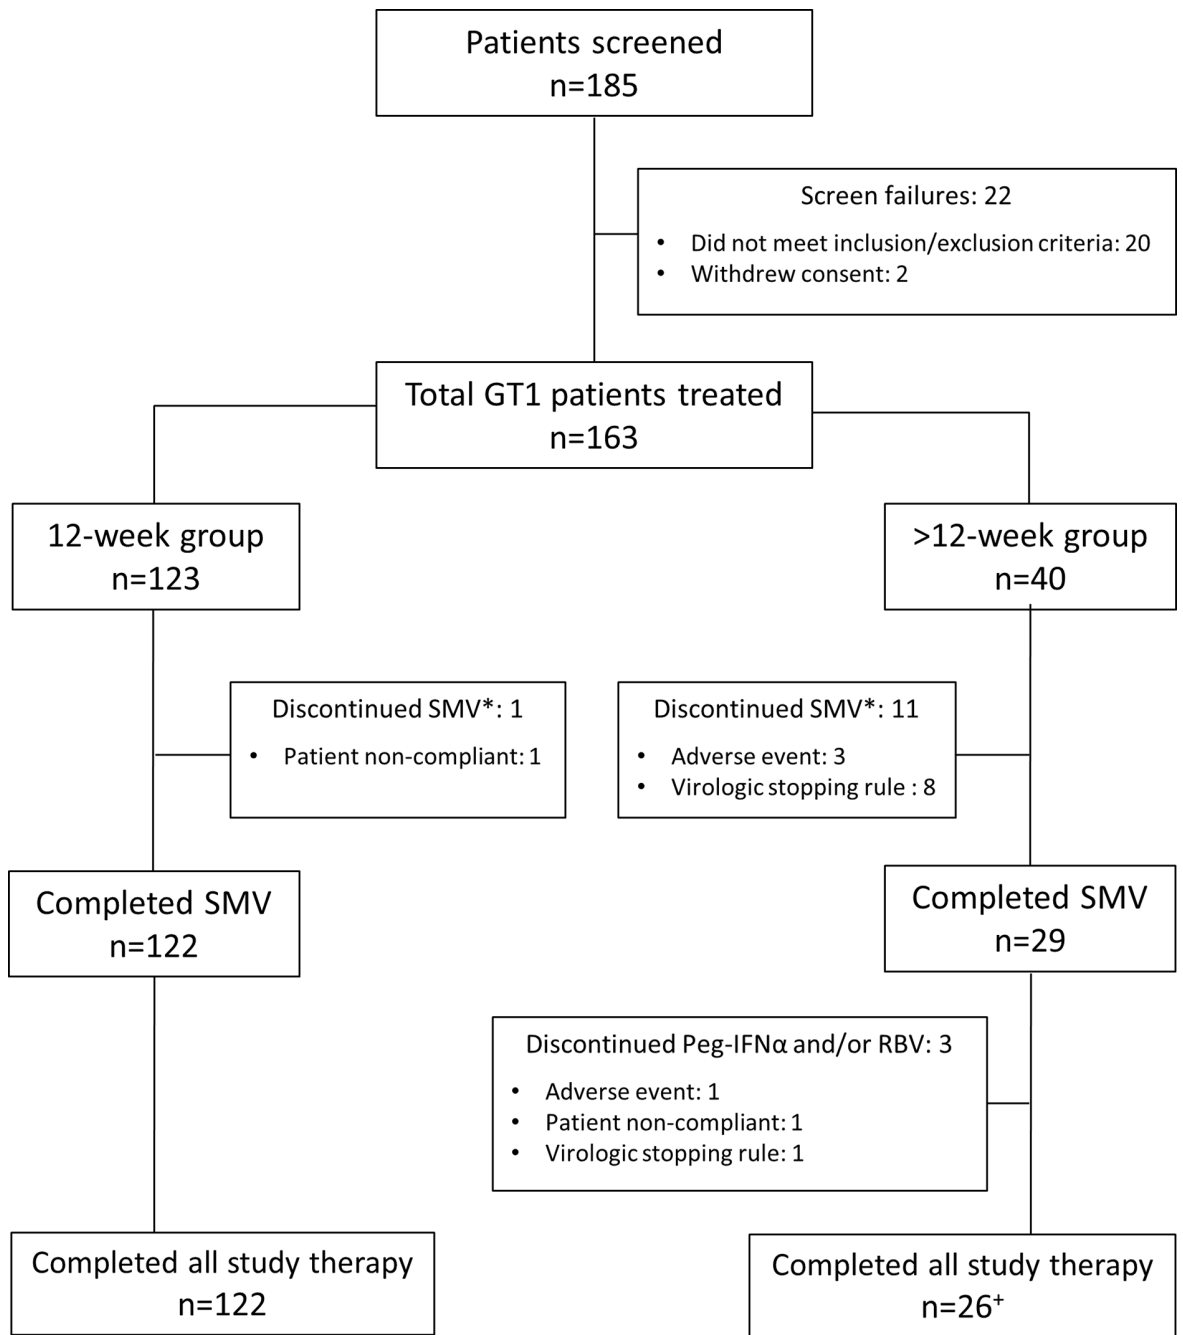 Patients screened
n=185
Screen failures: 22
• Did not meet inclusion/exclusion criteria: 20
• Withdrew consent: 2
Total GT1 patients treated
n=163
12-week group
n=123
>12-week group
n=40
Discontinued SMV*: 1
• Patient non-compliant: 1
Discontinued SMV*: 11
• Adverse event: 3
• Virologic stopping rule : 8
Completed SMV
n=122
Completed SMV
n=29
Discontinued Peg-IFNα and/or RBV: 3
• Adverse event: 1
• Patient non-compliant: 1
• Virologic stopping rule: 1
Completed all study therapy
n=122
Completed all study therapy
n=26⁺